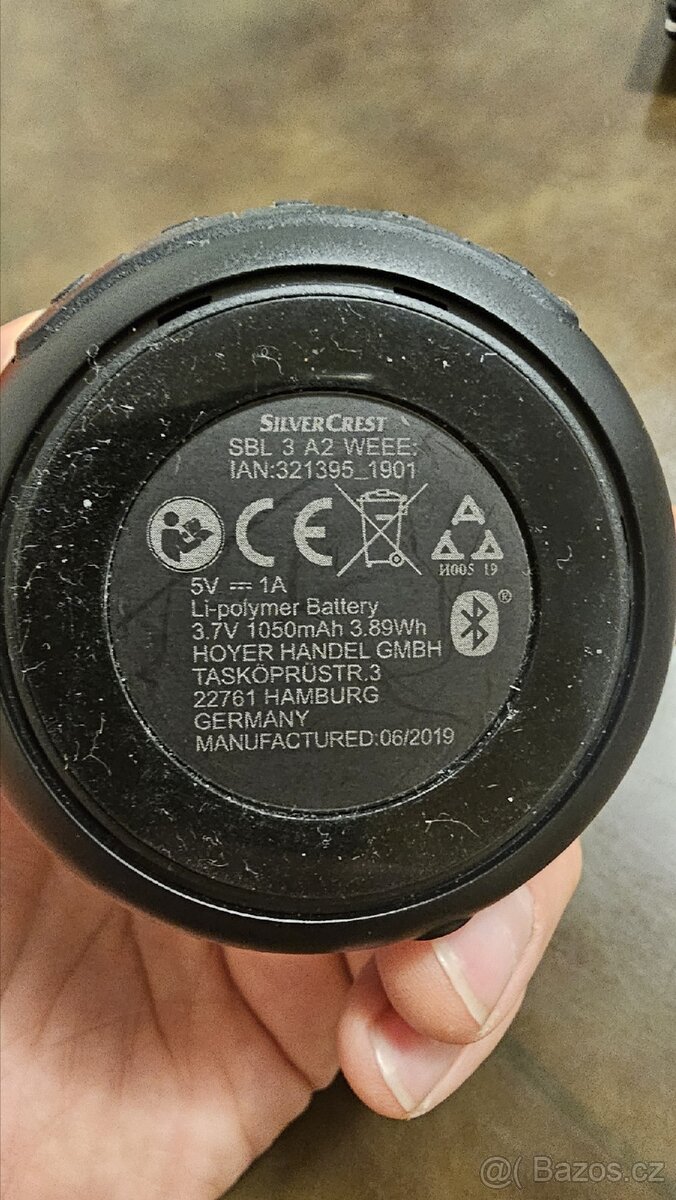 SILVERCREST
SBL 3 A2 WEEE:
IAN:321395_1901
CE
5V ⎓ 1A
Li-polymer Battery
3.7V 1050mAh 3.89Wh
®
HOYER HANDEL GMBH
TASKÖPRÜSTR.3
22761 HAMBURG
GERMANY
MANUFACTURED:06/2019
@( Bazos.cz